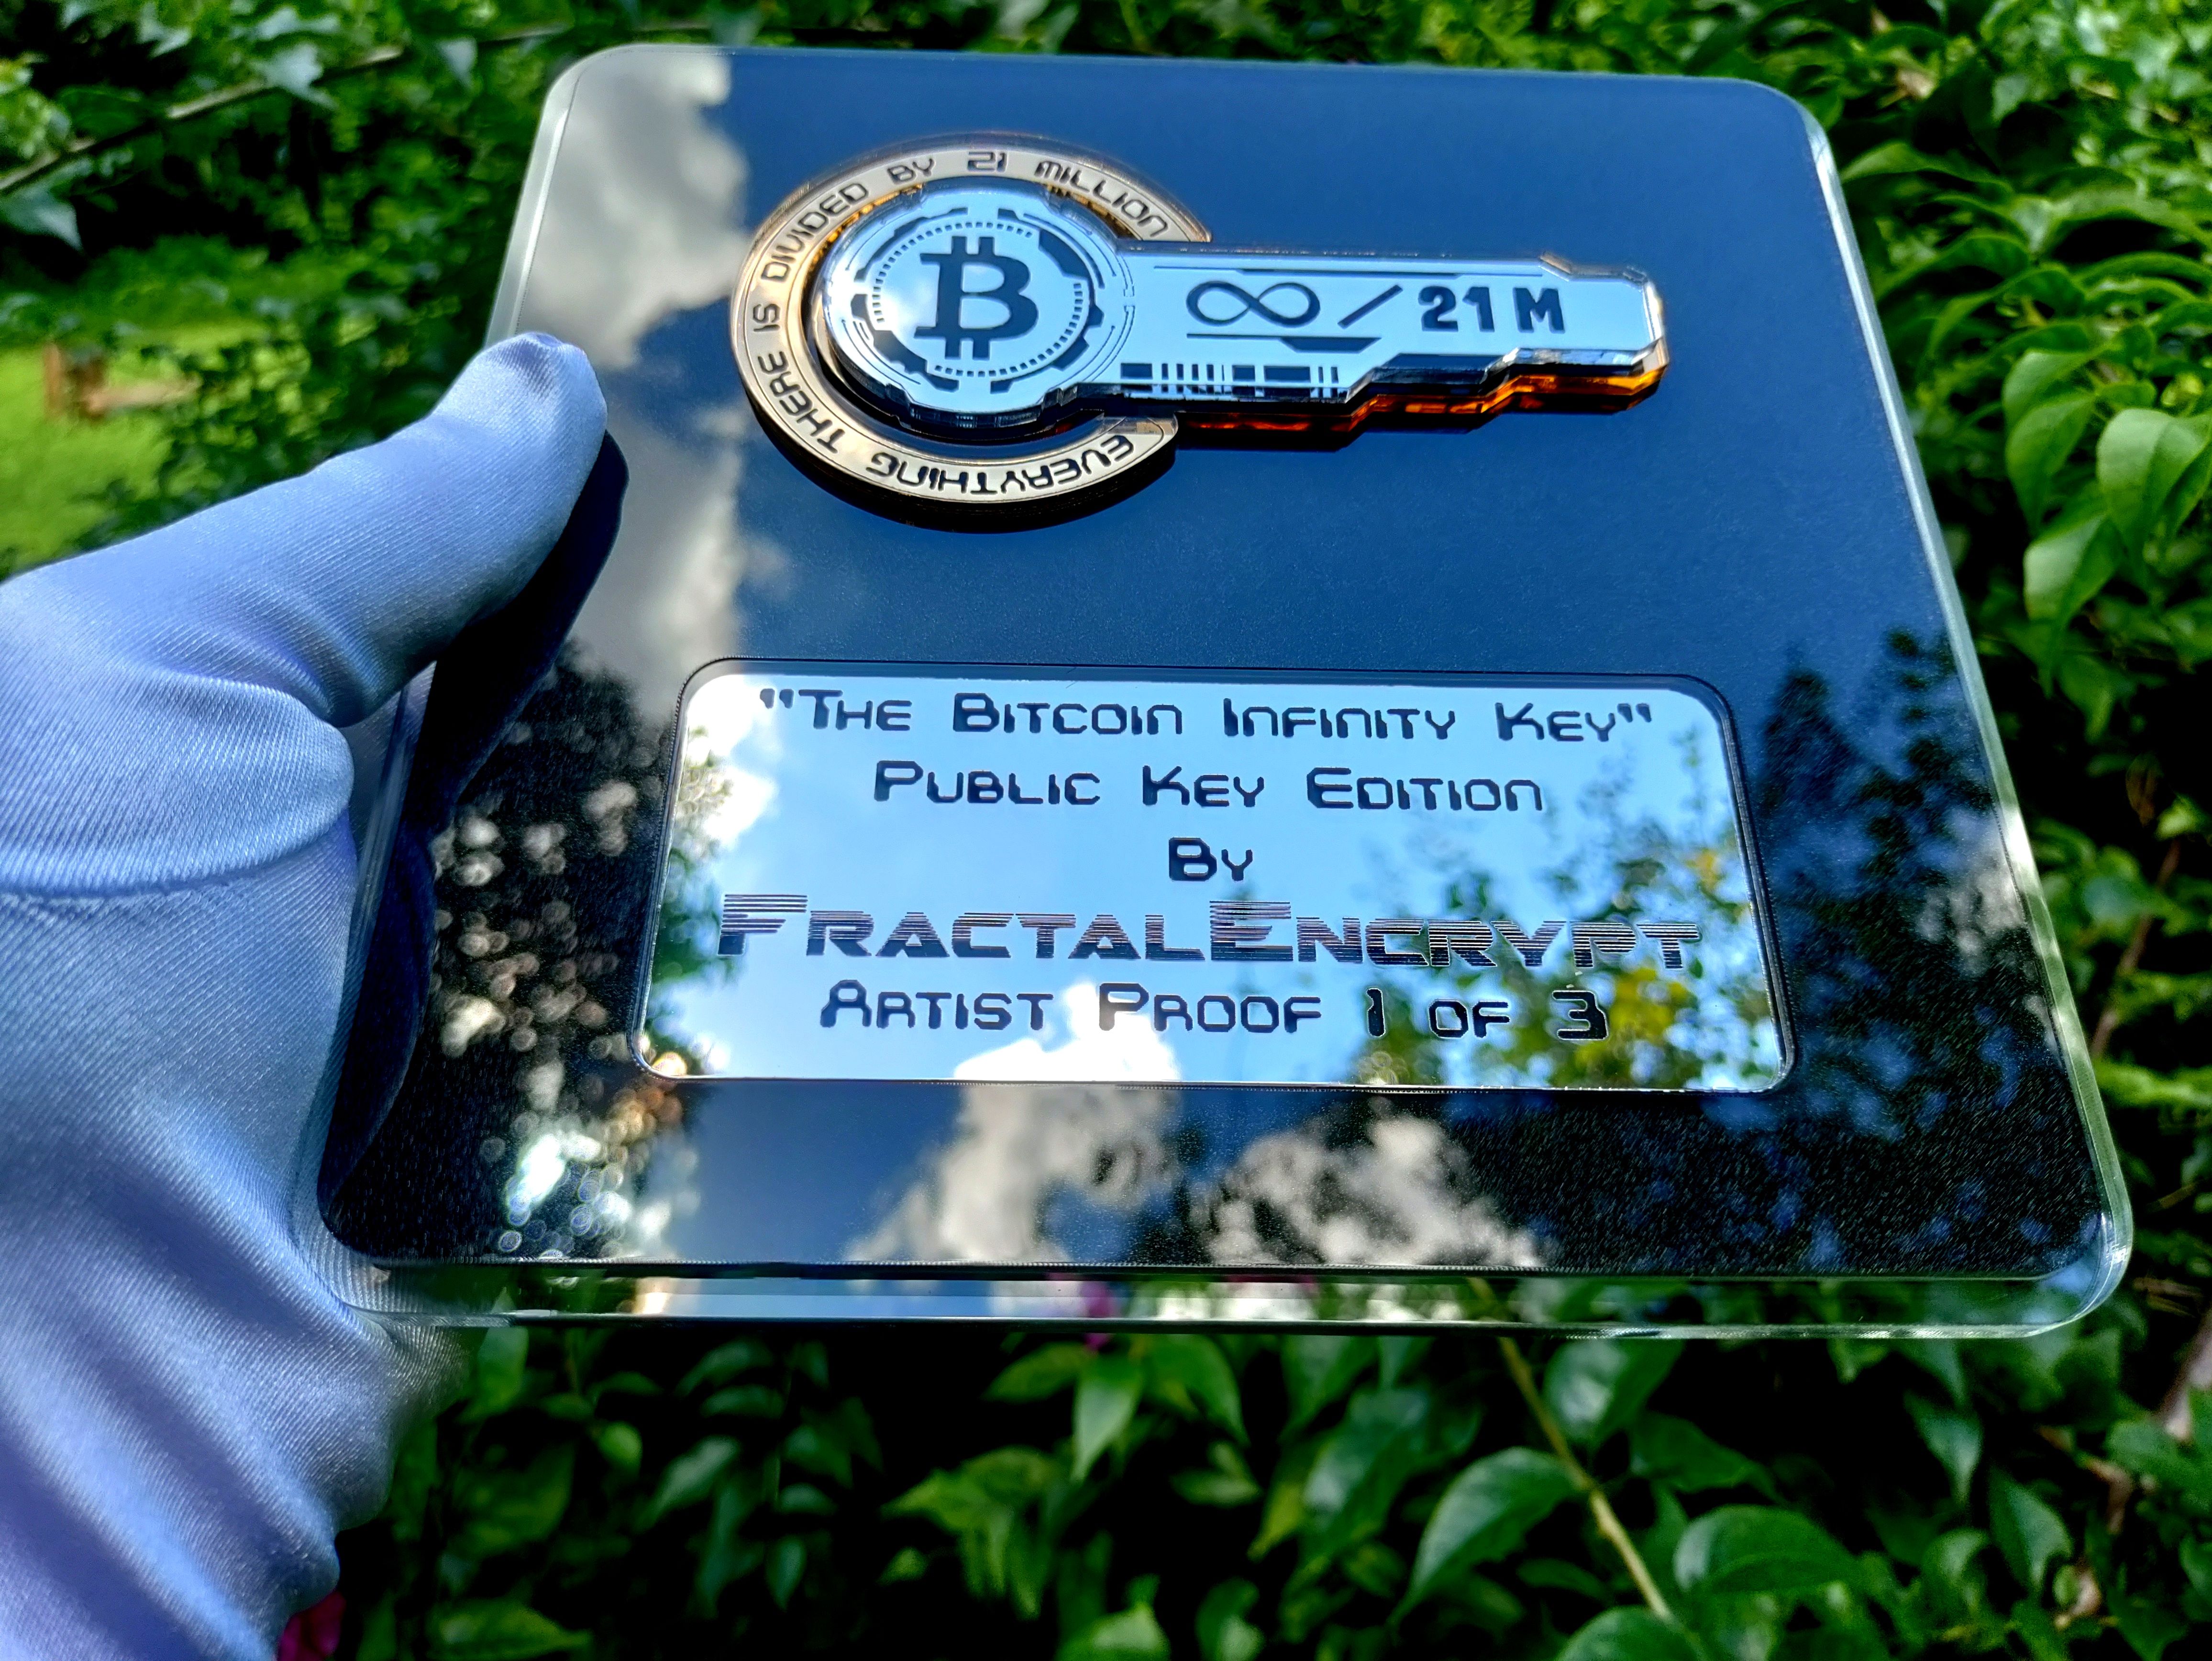 EVERYTHING THERE IS DIVIDED BY 21 MILLION
₿
∞/21M
"The Bitcoin Infinity Key"
Public Key Edition
By
FractalEncrypt
Artist Proof 1 of 3